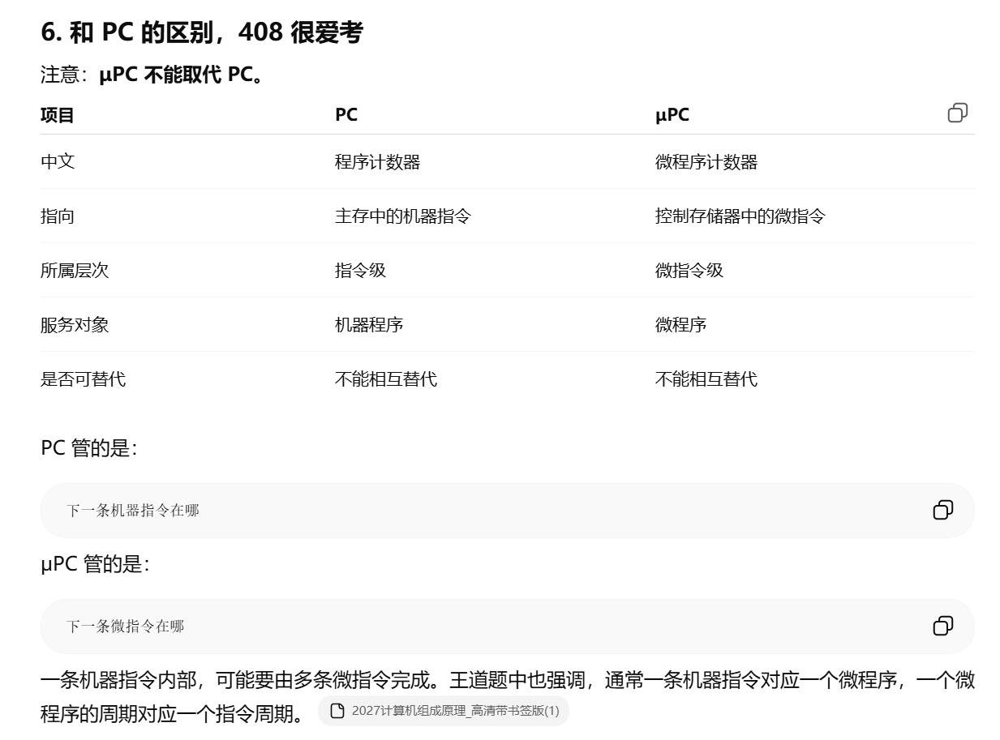 6. 和 PC 的区别，408 很爱考
注意：μPC 不能取代 PC。
项目 PC μPC
中文 程序计数器 微程序计数器
指向 主存中的机器指令 控制存储器中的微指令
所属层次 指令级 微指令级
服务对象 机器程序 微程序
是否可替代 不能相互替代 不能相互替代
PC 管的是：
下一条机器指令在哪
μPC 管的是：
下一条微指令在哪
一条机器指令内部，可能要由多条微指令完成。王道题中也强调，通常一条机器指令对应一个微程序，一个微
程序的周期对应一个指令周期。 2027计算机组成原理_高清带书签版(1)